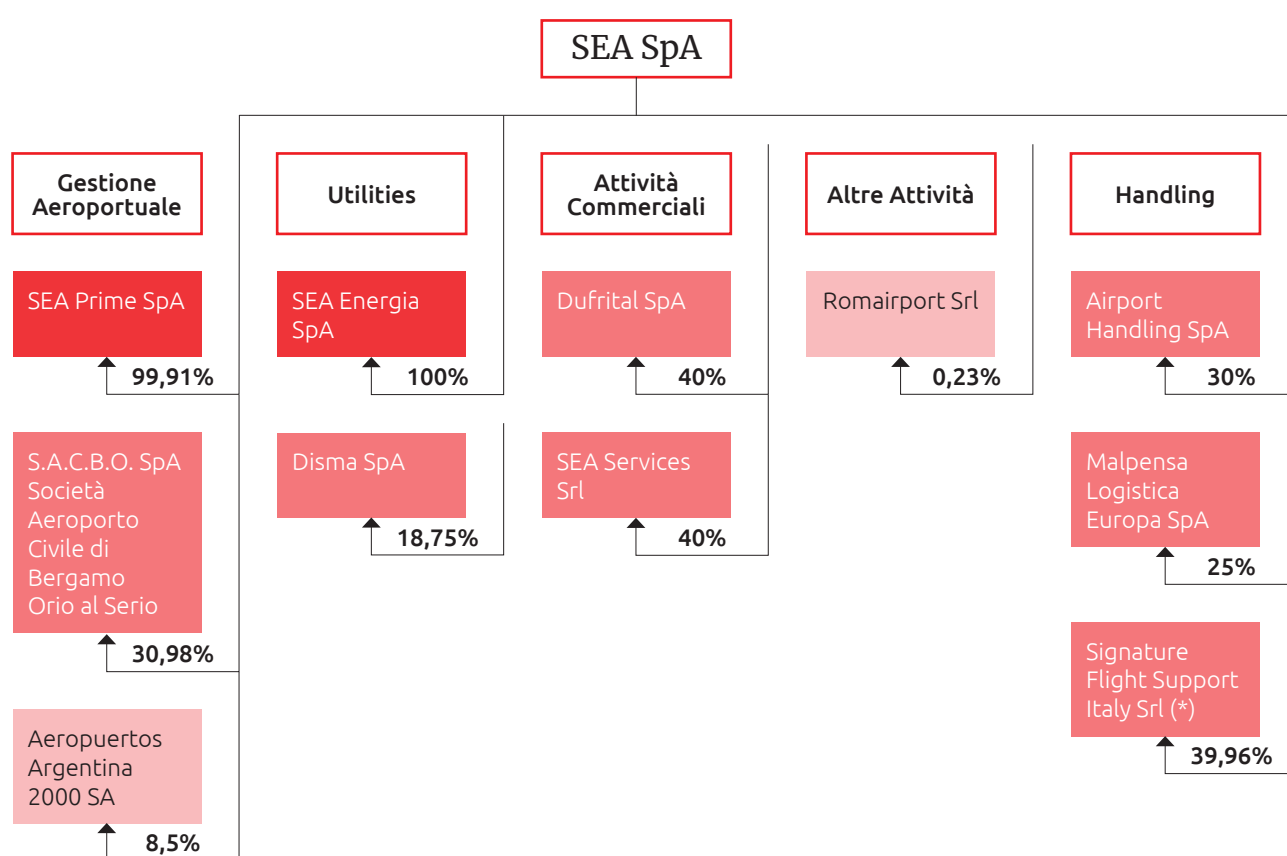 SEA SpA
Gestione
Aeroportuale
Utilities
Attività
Commerciali
Altre Attività
Handling
SEA Prime SpA
99,91%
SEA Energia
SpA
100%
Dufrital SpA
40%
Romairport Srl
0,23%
Airport
Handling SpA
30%
S.A.C.B.O. SpA
Società
Aeroporto
Civile di
Bergamo
Orio al Serio
30,98%
Disma SpA
18,75%
SEA Services
Srl
40%
Malpensa
Logistica
Europa SpA
25%
Aeropuertos
Argentina
2000 SA
8,5%
Signature
Flight Support
Italy Srl (*)
39,96%